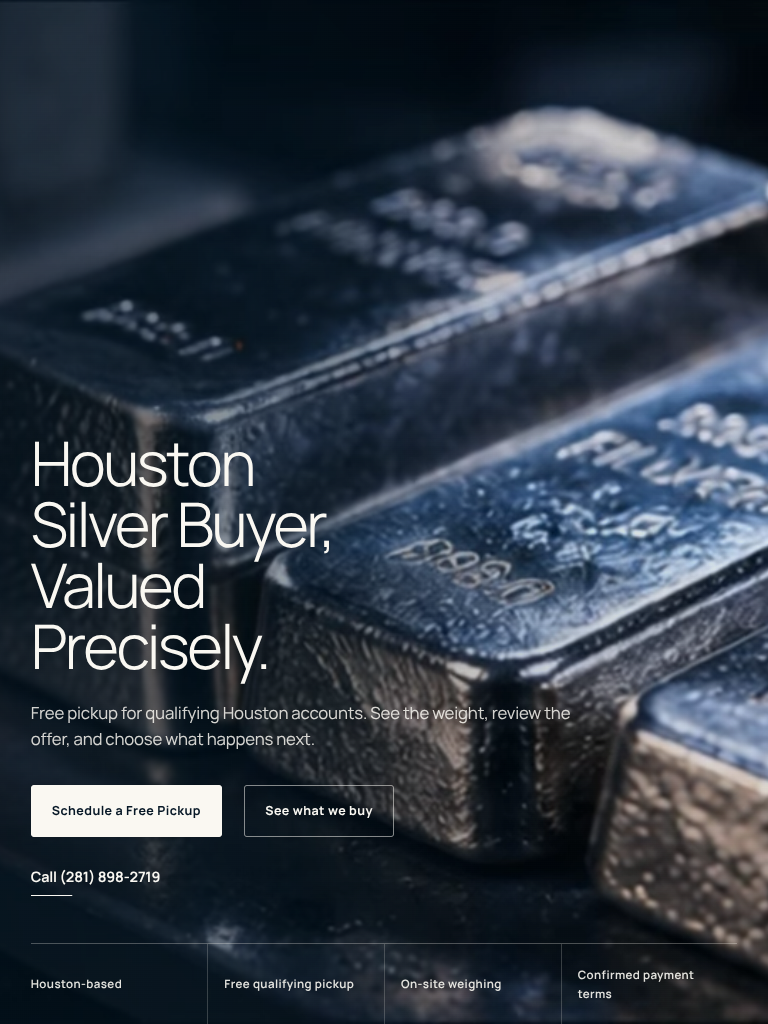 Houston
Silver Buyer,
Valued
Precisely.
Free pickup for qualifying Houston accounts. See the weight, review the
offer, and choose what happens next.
Schedule a Free Pickup
See what we buy
Call (281) 898-2719
Houston-based
Free qualifying pickup
On-site weighing
Confirmed payment
terms